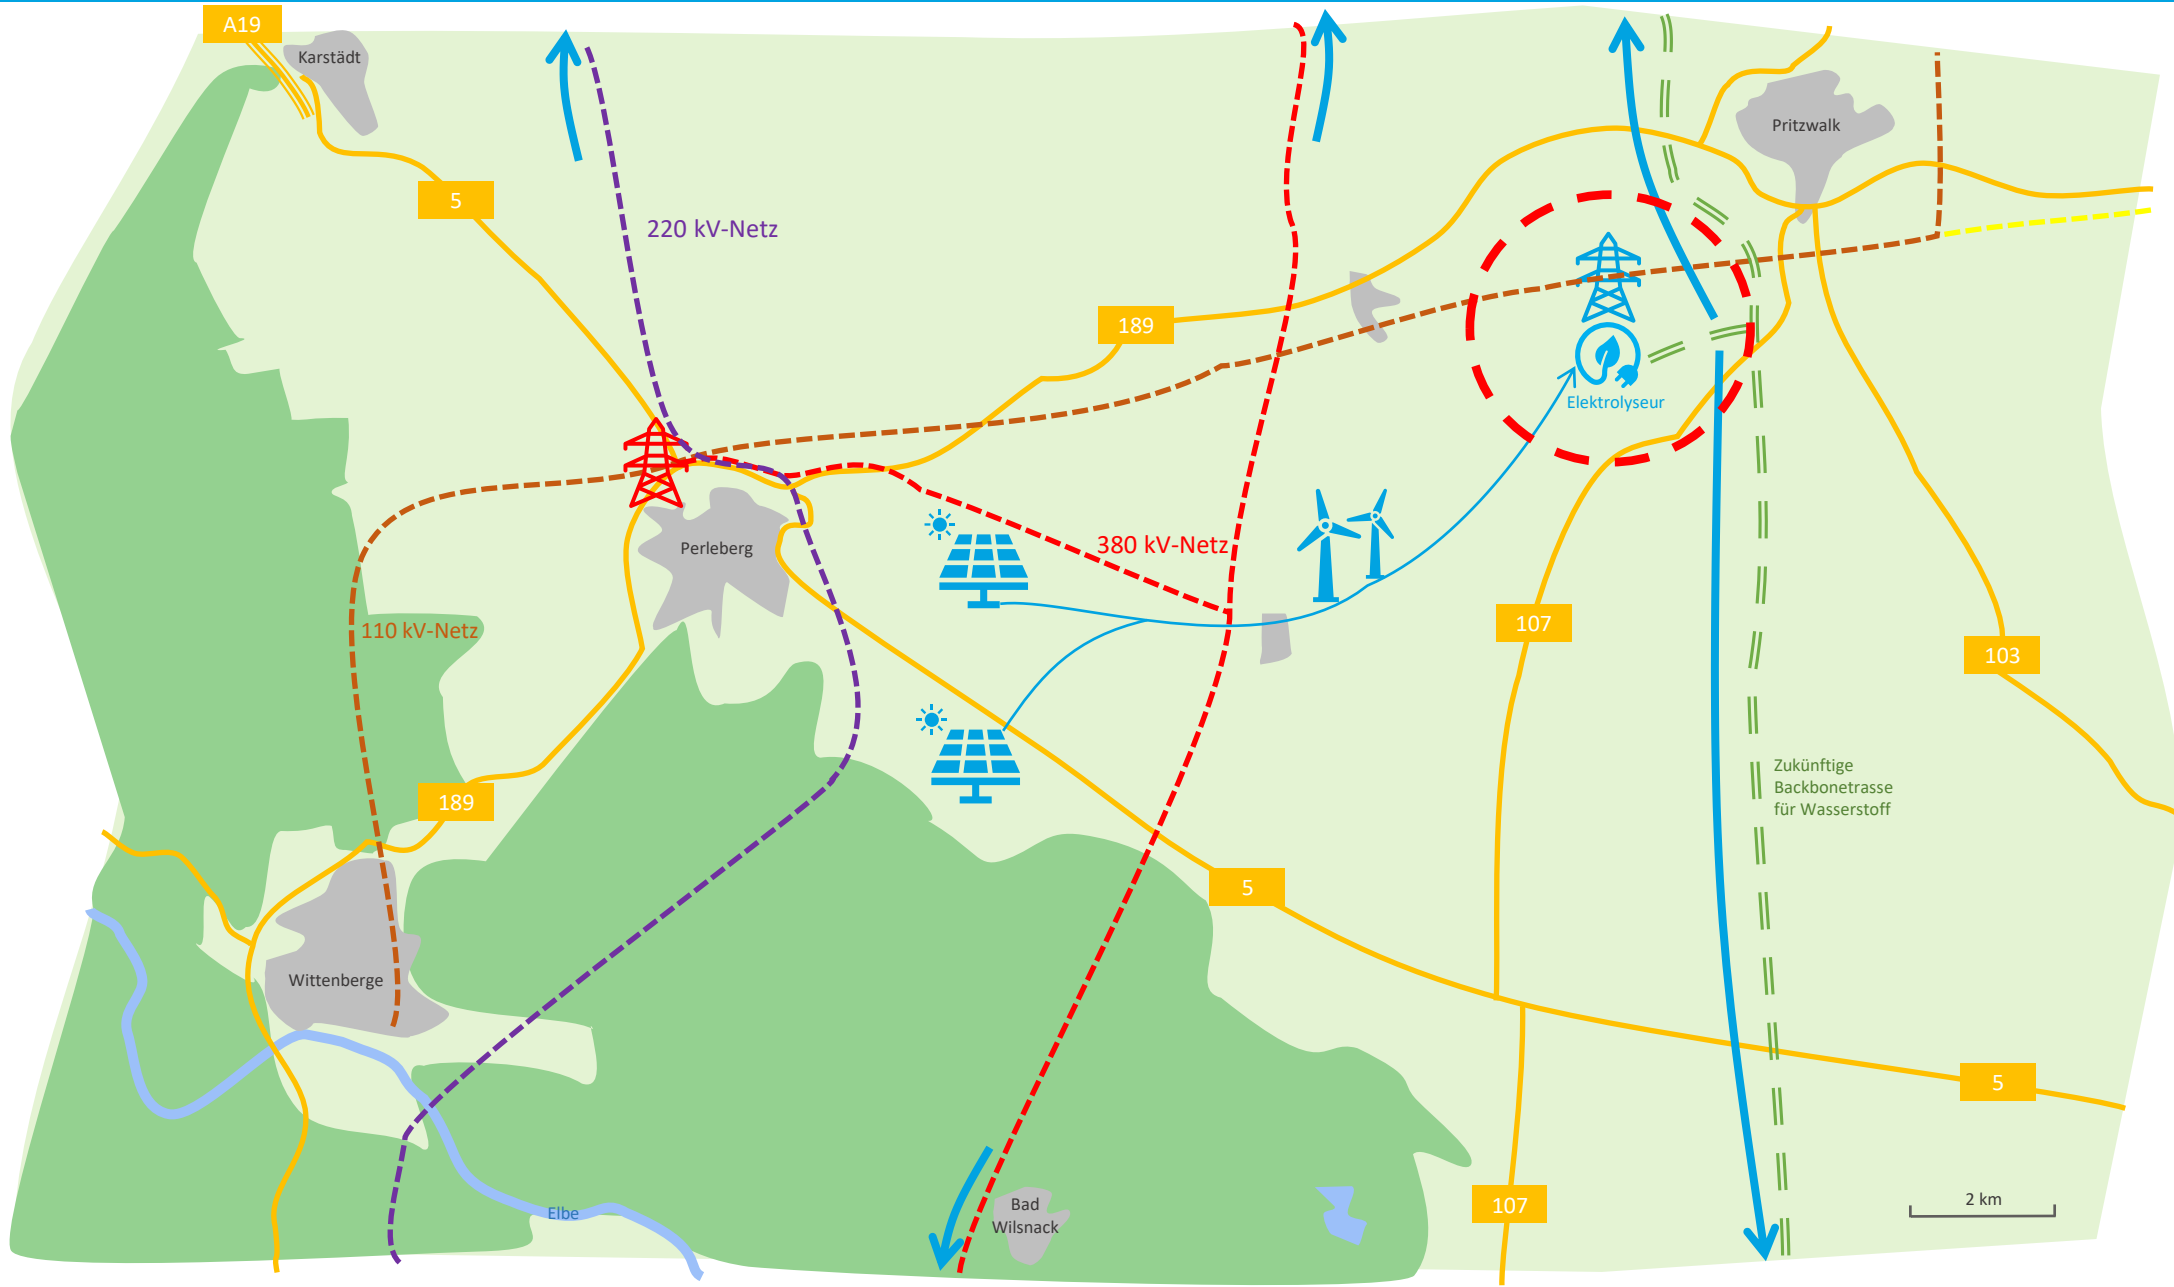 A19
Karstädt
Pritzwalk
5
220 kV-Netz
189
Elektrolyseur
Perleberg
380 kV-Netz
110 kV-Netz
107
103
189
Zukünftige
Backbonetrasse
für Wasserstoff
5
Wittenberge
5
Elbe
Bad
Wilsnack
107
2 km